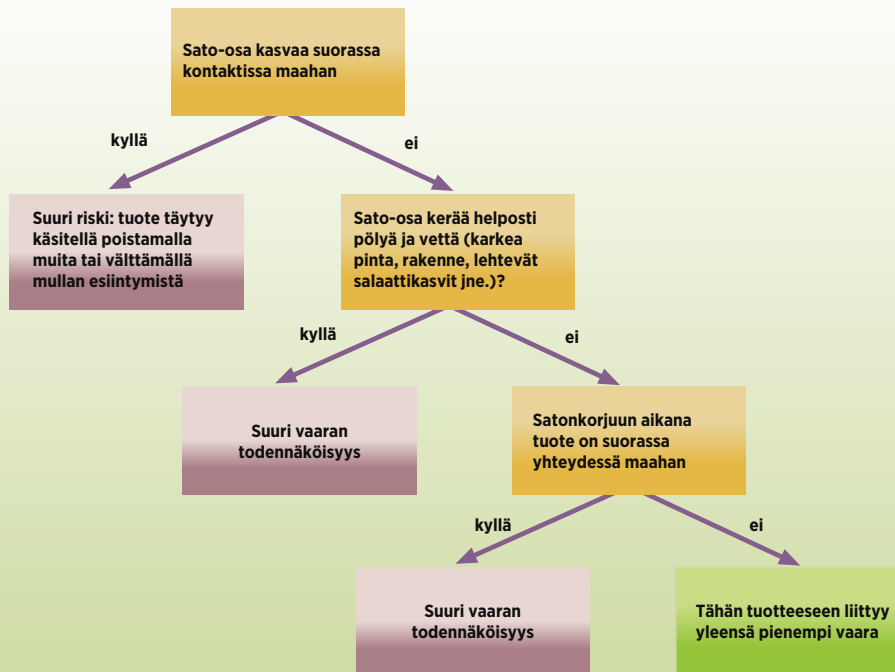 Sato-osa kasvaa suorassa
kontaktissa maahan
kyllä
ei
Suuri riski: tuote täytyy
käsitellä poistamalla
muita tai välttämällä
mullan esiintymistä
Sato-osa kerää helposti
pölyä ja vettä (karkea
pinta, rakenne, lehtevät
salaattikasvit jne.)?
kyllä
ei
Suuri vaaran
todennäköisyys
Satonkorjuun aikana
tuote on suorassa
yhteydessä maahan
kyllä
ei
Suuri vaaran
todennäköisyys
Tähän tuotteeseen liittyy
yleensä pienempi vaara